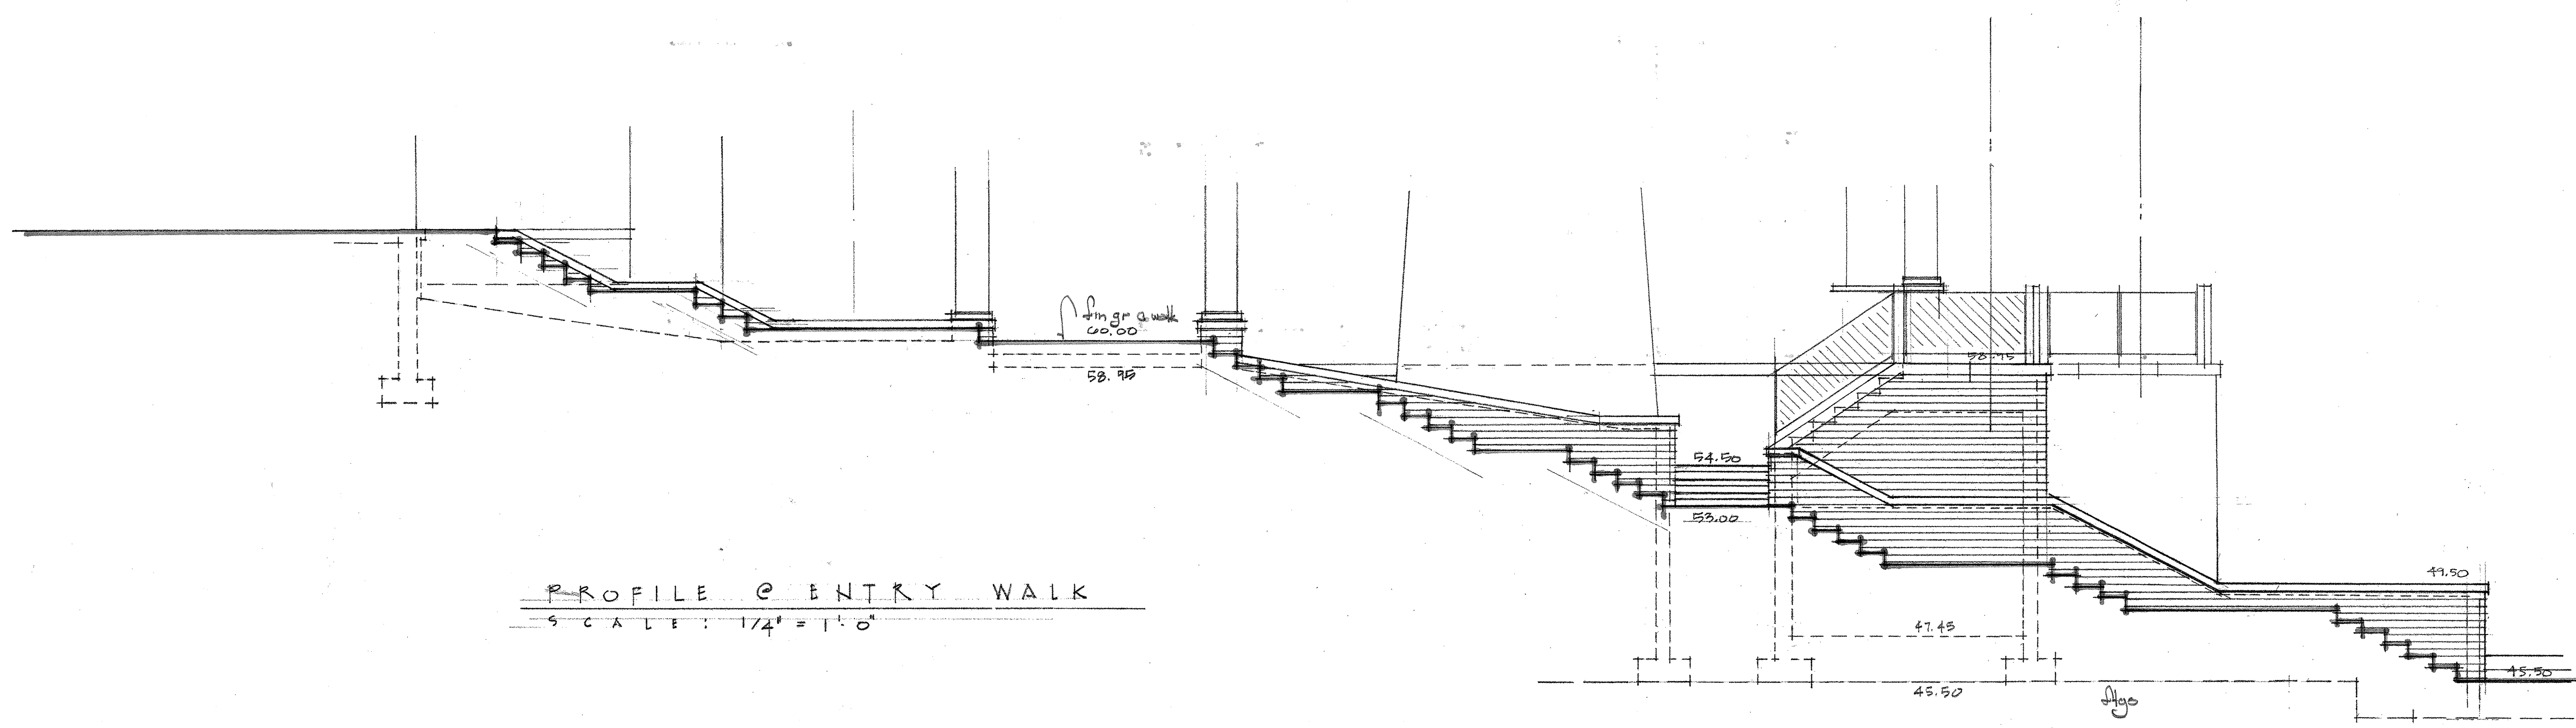 fin gr @ walk
60.00
58.95
58.95
54.50
53.00
49.50
47.45
45.50
45.50
ftgs
PROFILE @ ENTRY WALK
SCALE: 1/4" = 1'-0"